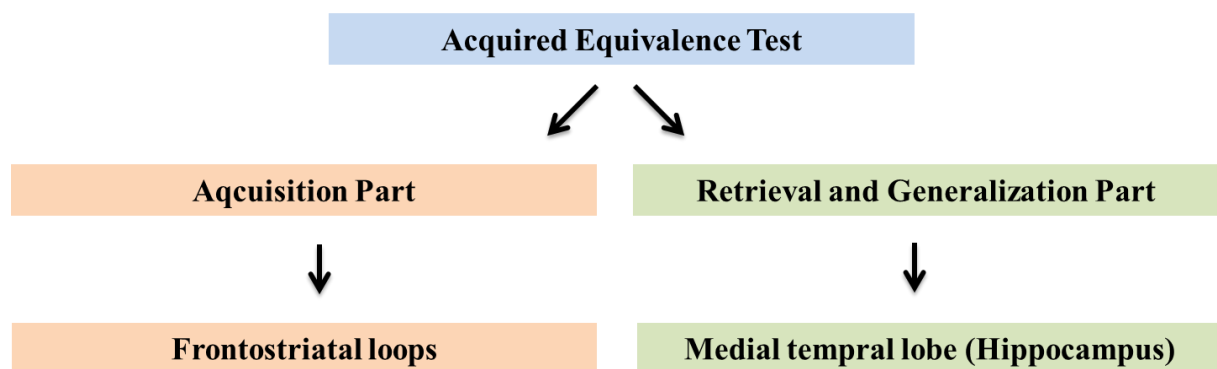 Acquired Equivalence Test
Aqcuisition Part
Retrieval and Generalization Part
Frontostriatal loops
Medial tempral lobe (Hippocampus)